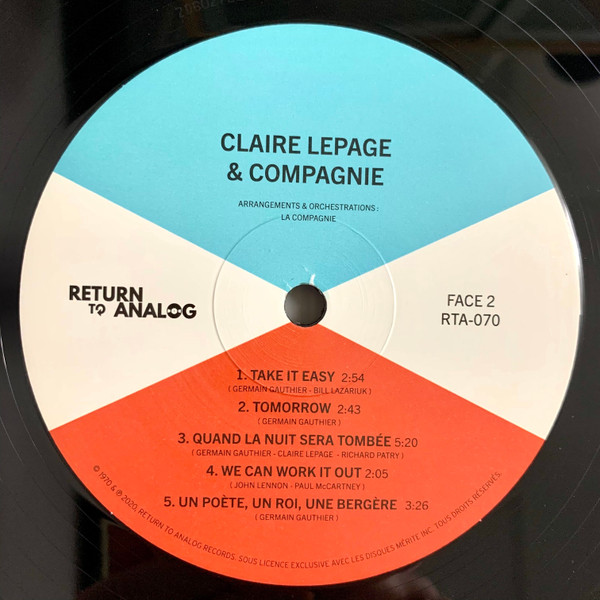 CLAIRE LEPAGE
& COMPAGNIE
ARRANGEMENTS & ORCHESTRATIONS :
LA COMPAGNIE
RETURN
TO ANALOG
FACE 2
RTA-070
1. TAKE IT EASY 2:54
( GERMAIN GAUTHIER - BILL LAZARIUK )
2. TOMORROW 2:43
( GERMAIN GAUTHIER )
3. QUAND LA NUIT SERA TOMBÉE 5:20
( GERMAIN GAUTHIER - CLAIRE LEPAGE - RICHARD PATRY )
4. WE CAN WORK IT OUT 2:05
( JOHN LENNON - PAUL McCARTNEY )
5. UN POÈTE, UN ROI, UNE BERGÈRE 3:26
( GERMAIN GAUTHIER )
© 1970 & ℗ 2020, RETURN TO ANALOG RECORDS. SOUS LICENCE EXCLUSIVE AVEC LES DISQUES MÉRITE INC. TOUS DROITS RÉSERVÉS.